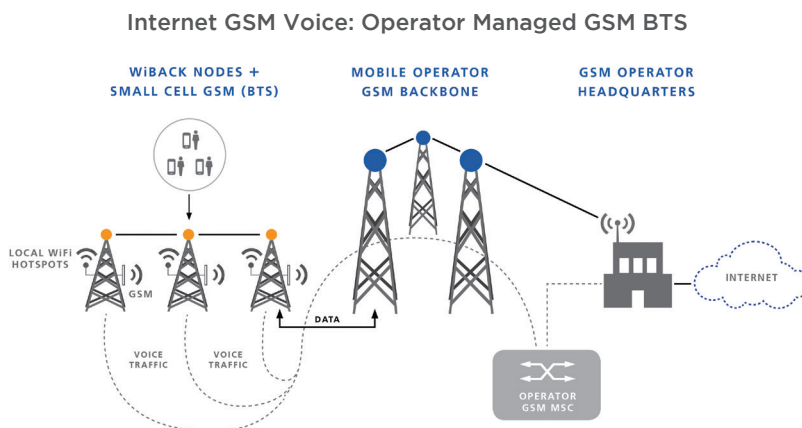 Internet GSM Voice: Operator Managed GSM BTS
WiBACK NODES +
SMALL CELL GSM (BTS)
MOBILE OPERATOR
GSM BACKBONE
GSM OPERATOR
HEADQUARTERS
LOCAL WiFi
HOTSPOTS
GSM
INTERNET
DATA
VOICE
TRAFFIC
VOICE
TRAFFIC
OPERATOR
GSM MSC